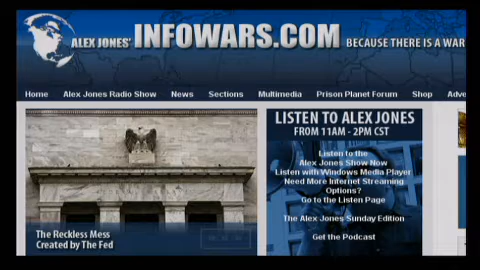 ALEX JONES' INFOWARS.COM BECAUSE THERE IS A WAR
Home Alex Jones Radio Show News Sections Multimedia Prison Planet Forum Shop Adve
LISTEN TO ALEX JONES
FROM 11AM - 2PM CST
Listen to the
Alex Jones Show Now
Listen with Windows Media Player
Need More Internet Streaming
Options?
Go to the Listen Page
The Alex Jones Sunday Edition
Get the Podcast
The Reckless Mess
Created by The Fed